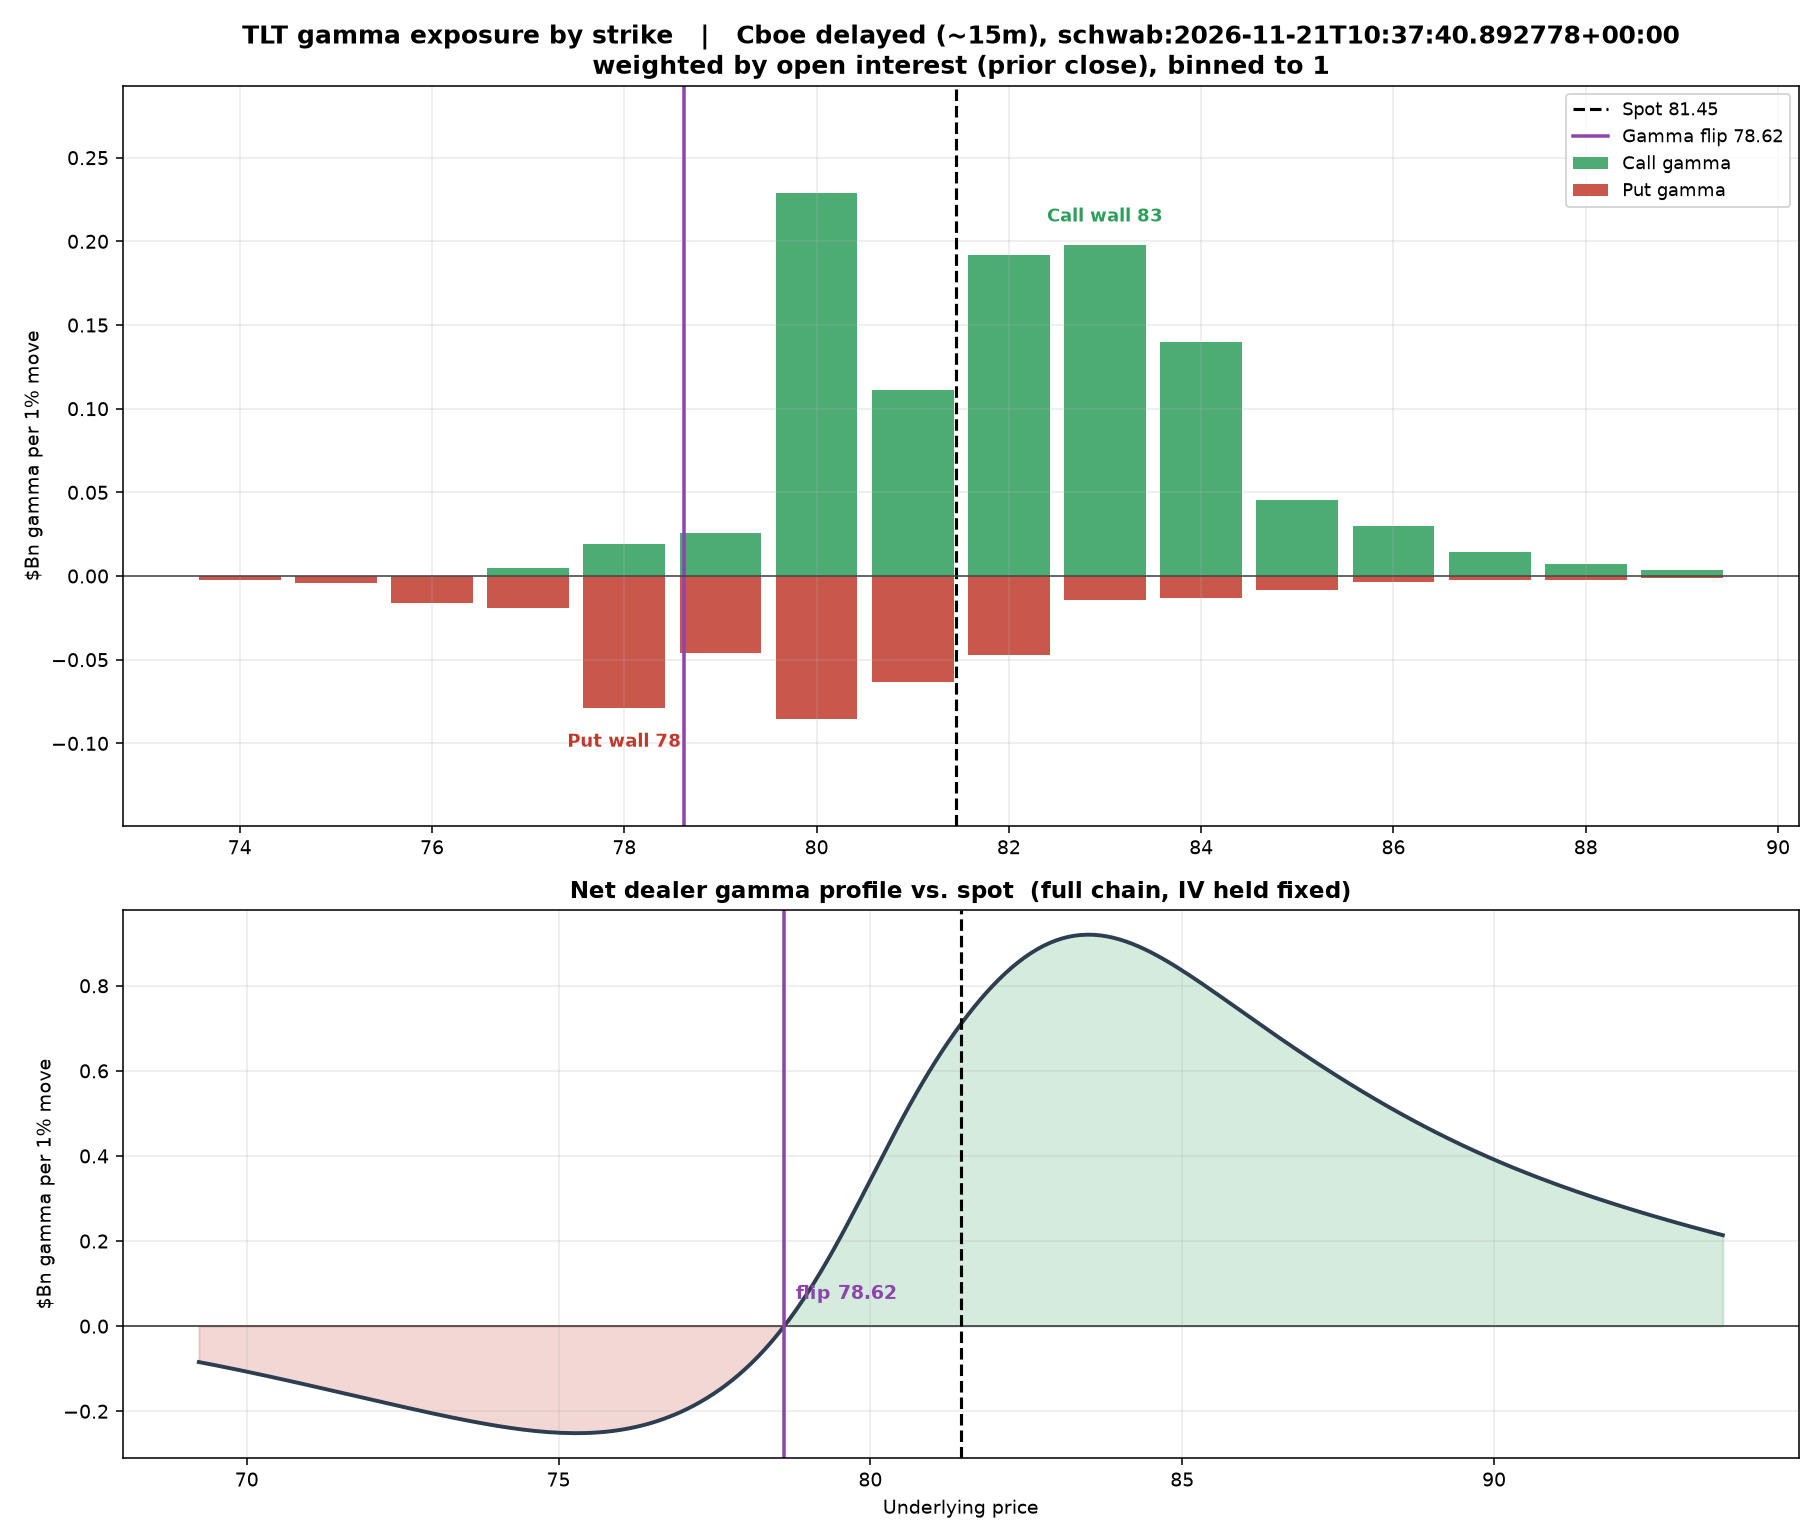 TLT gamma exposure by strike   |   Cboe delayed (~15m), schwab:2026-11-21T10:37:40.892778+00:00
weighted by open interest (prior close), binned to 1
Spot 81.45
Gamma flip 78.62
Call gamma
Put gamma
Call wall 83
Put wall 78
$Bn gamma per 1% move
0.25
0.20
0.15
0.10
0.05
0.00
−0.05
−0.10
74 76 78 80 82 84 86 88 90
Net dealer gamma profile vs. spot  (full chain, IV held fixed)
$Bn gamma per 1% move
0.8
0.6
0.4
0.2
0.0
−0.2
flip 78.62
70 75 80 85 90
Underlying price